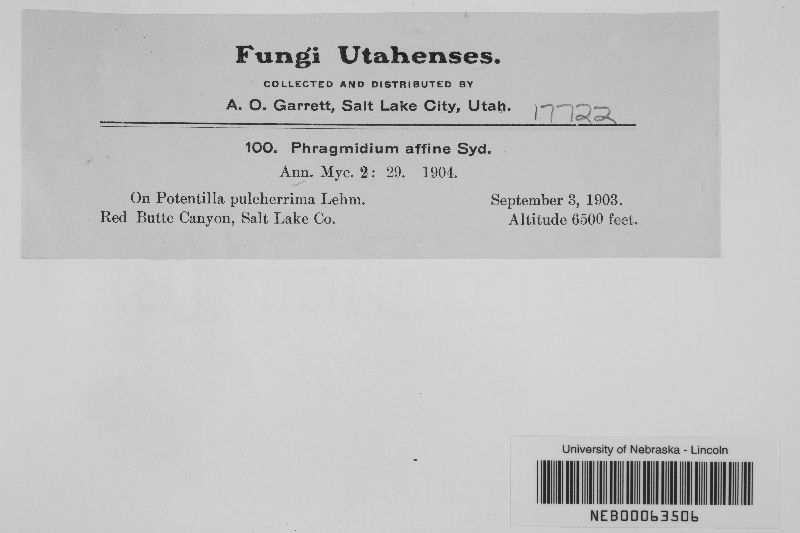 Fungi Utahenses.
COLLECTED AND DISTRIBUTED BY
A. O. Garrett, Salt Lake City, Utah. 17722
100. Phragmidium affine Syd.
Ann. Myc. 2: 29. 1904.
On Potentilla pulcherrima Lehm. September 3, 1903.
Red Butte Canyon, Salt Lake Co. Altitude 6500 feet.
University of Nebraska - Lincoln
NEB00063506